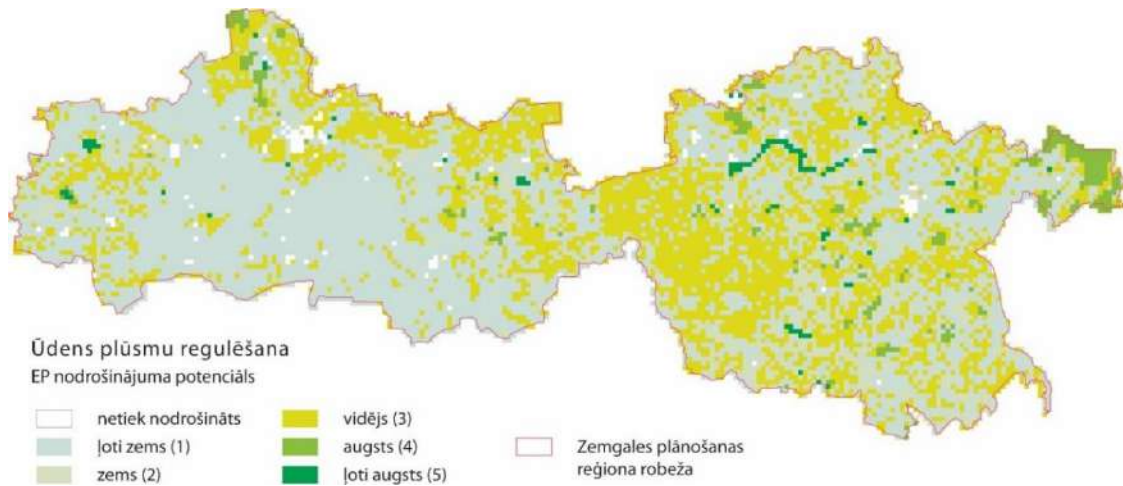 Ūdens plūsmu regulēšana
EP nodrošinājuma potenciāls
netiek nodrošināts
ļoti zems (1)
zems (2)
vidējs (3)
augsts (4)
ļoti augsts (5)
Zemgales plānošanas
reģiona robeža